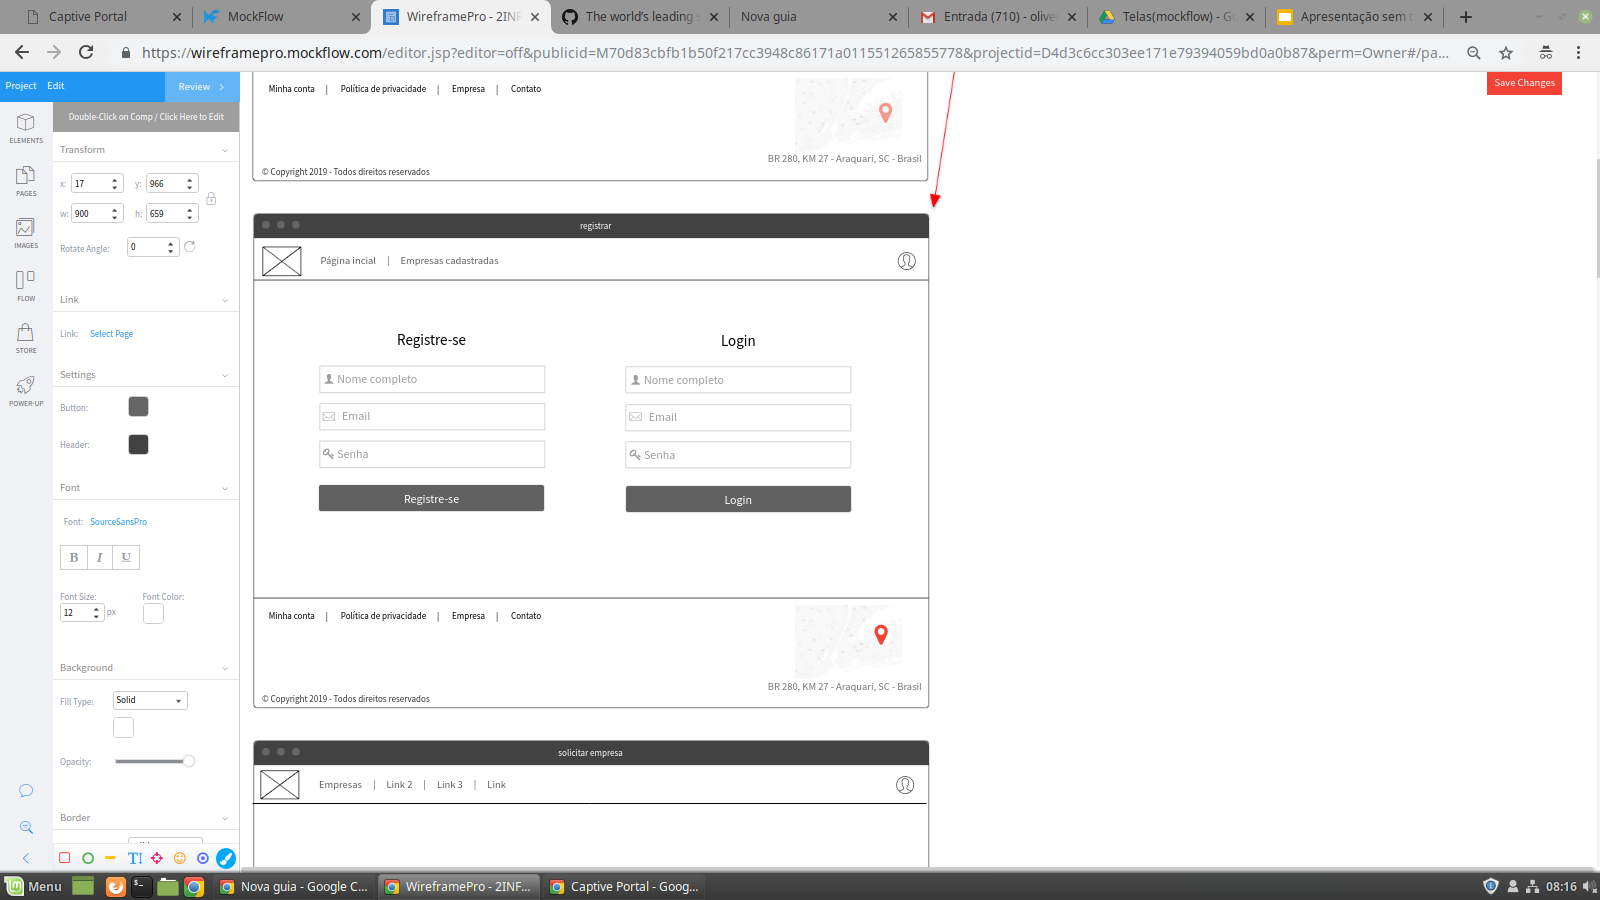 Captive Portal
MockFlow
WireframePro - 2INF
The world's leading s
Nova guia
Entrada (710) - olive
Telas(mockflow) - Go
Apresentação sem t
https://wireframepro.mockflow.com/editor.jsp?editor=off&publicid=M70d83cbfb1b50f217cc3948c86171a011551265855778&projectid=D4d3c6cc303ee171e79394059bd0a0b87&perm=Owner#/pa...
Project Edit Review
Save Changes
Double-Click on Comp / Click Here to Edit
ELEMENTS
PAGES
IMAGES
FLOW
STORE
POWER-UP
Transform
x: 17 y: 966
w: 900 h: 659
Rotate Angle: 0
Link
Link: Select Page
Settings
Button:
Header:
Font
Font: SourceSansPro
B I U
Font Size: Font Color:
12 px
Background
Fill Type: Solid
Opacity:
Border
Minha conta | Política de privacidade | Empresa | Contato
BR 280, KM 27 - Araquari, SC - Brasil
© Copyright 2019 - Todos direitos reservados
registrar
Página incial | Empresas cadastradas
Registre-se
Nome completo
Email
Senha
Registre-se
Login
Nome completo
Email
Senha
Login
Minha conta | Política de privacidade | Empresa | Contato
BR 280, KM 27 - Araquari, SC - Brasil
© Copyright 2019 - Todos direitos reservados
solicitar empresa
Empresas | Link 2 | Link 3 | Link
T
Menu
Nova guia - Google C...
WireframePro - 2INF...
Captive Portal - Goog...
08:16